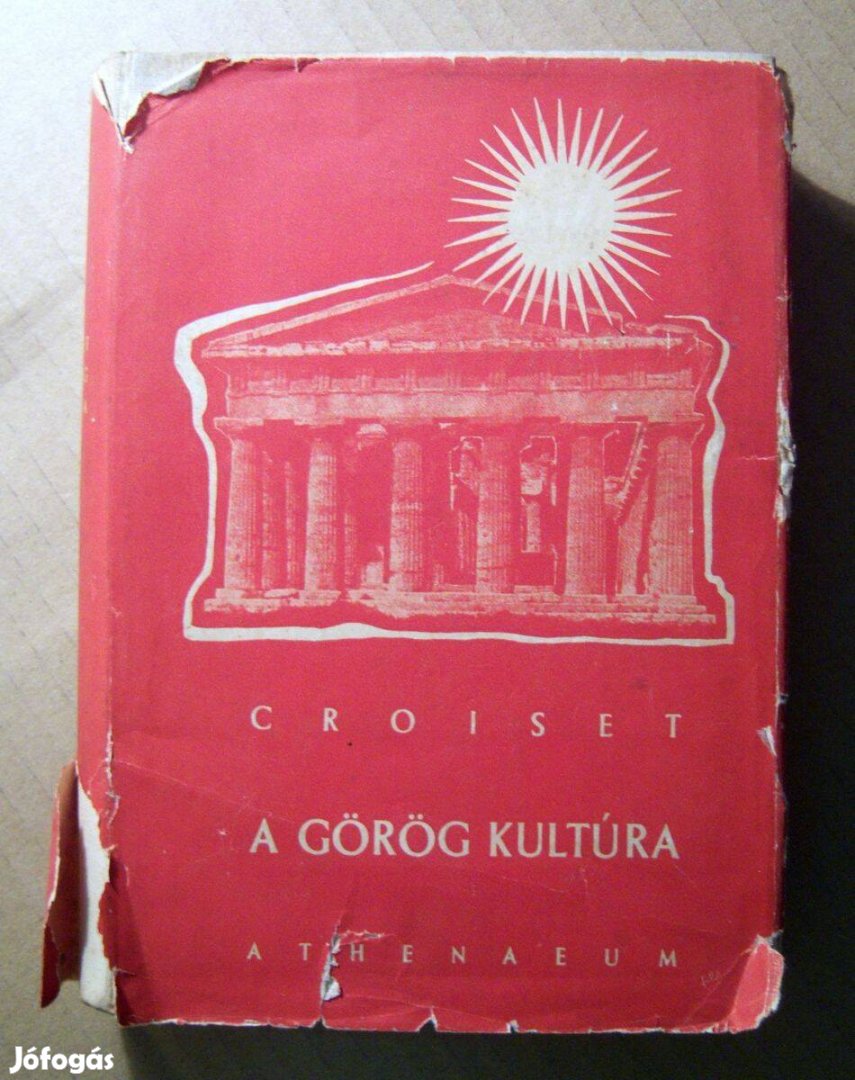 CROISET
A GÖRÖG KULTÚRA
ATHENAEUM
Jófogás